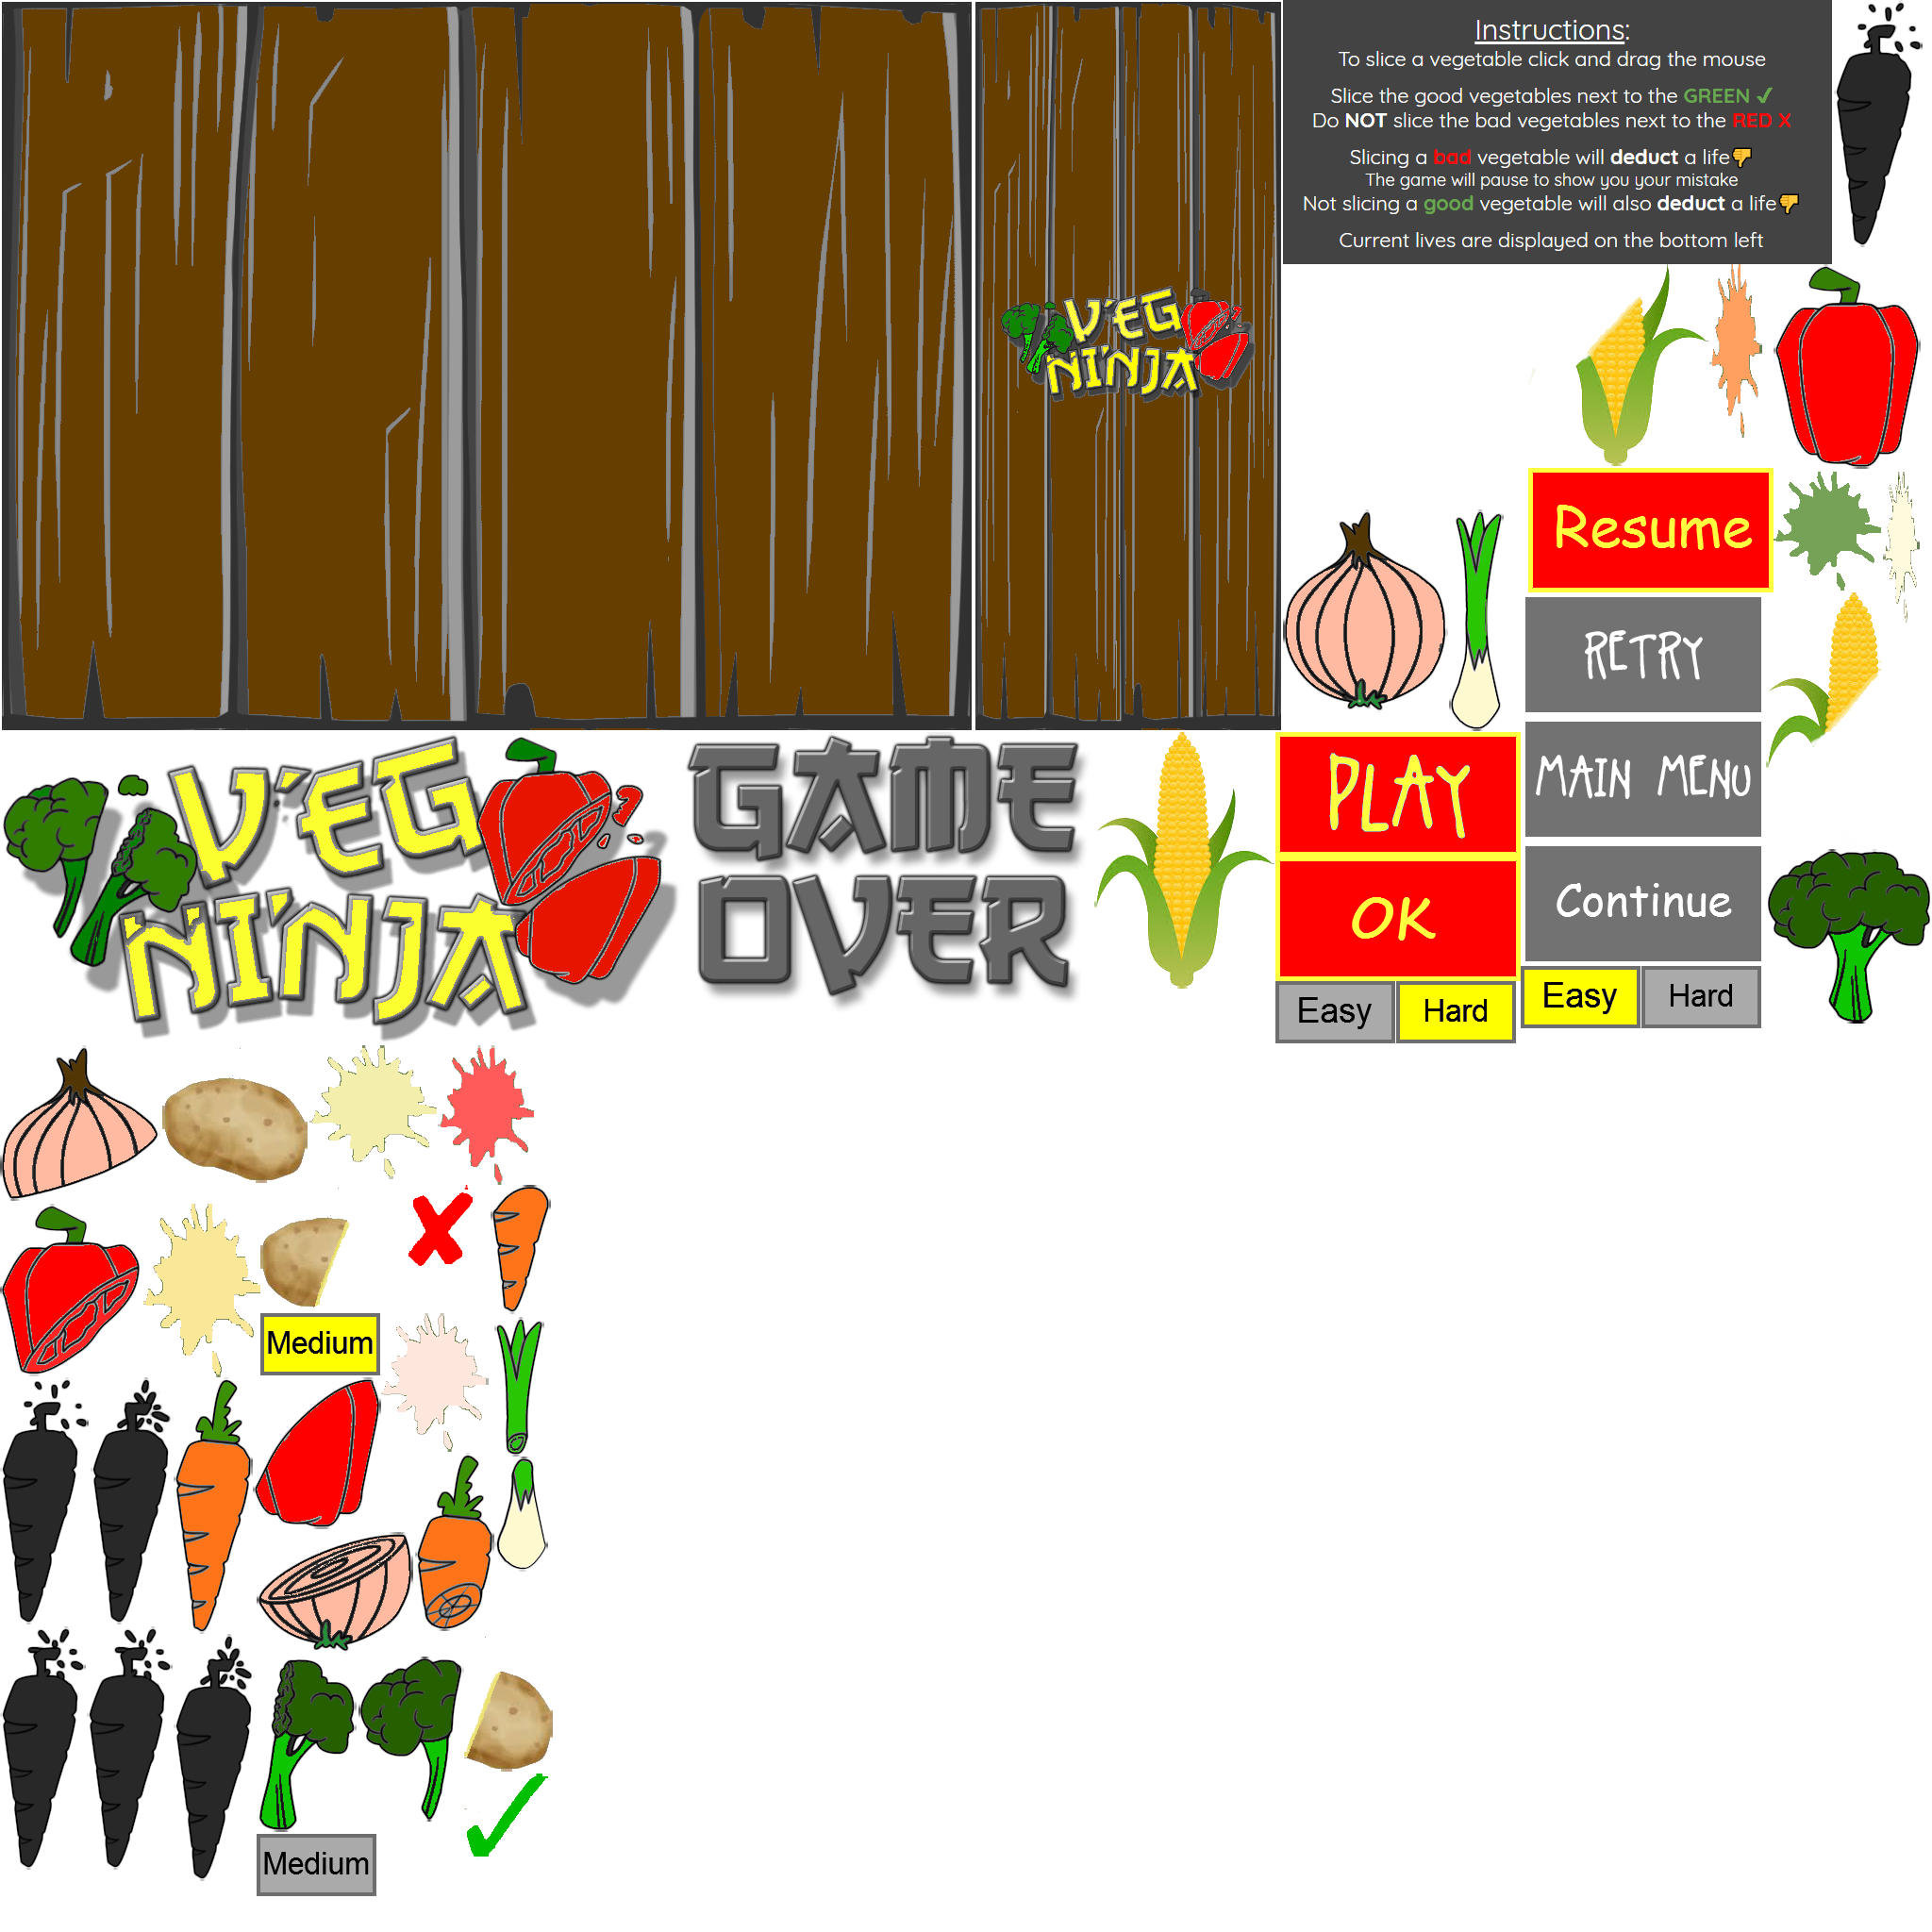 Instructions:
To slice a vegetable click and drag the mouse
Slice the good vegetables next to the GREEN ✓
Do NOT slice the bad vegetables next to the RED X
Slicing a bad vegetable will deduct a life👎
The game will pause to show you your mistake
Not slicing a good vegetable will also deduct a life👎
Current lives are displayed on the bottom left
VEG
NINJA
Resume
RETRY
VEG
NINJA
GAME
OVER
PLAY
MAIN MENU
OK
Continue
Easy
Hard
Easy
Hard
Medium
Medium